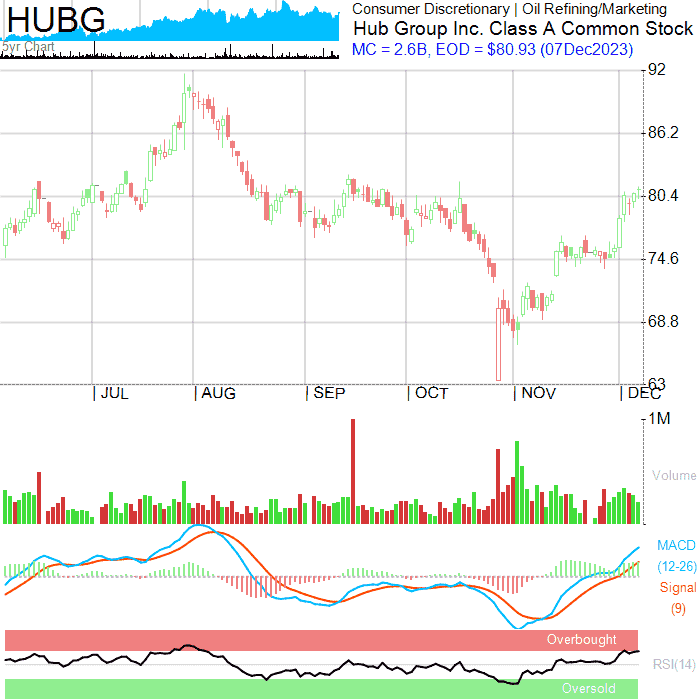 HUBG
5yr Chart
Consumer Discretionary | Oil Refining/Marketing
Hub Group Inc. Class A Common Stock
MC = 2.6B, EOD = $80.93 (07Dec2023)
92
86.2
80.4
74.6
68.8
63
| JUL | AUG | SEP | OCT | NOV | DEC
1M
Volume
MACD
(12-26)
Signal
(9)
Overbought
RSI(14)
Oversold